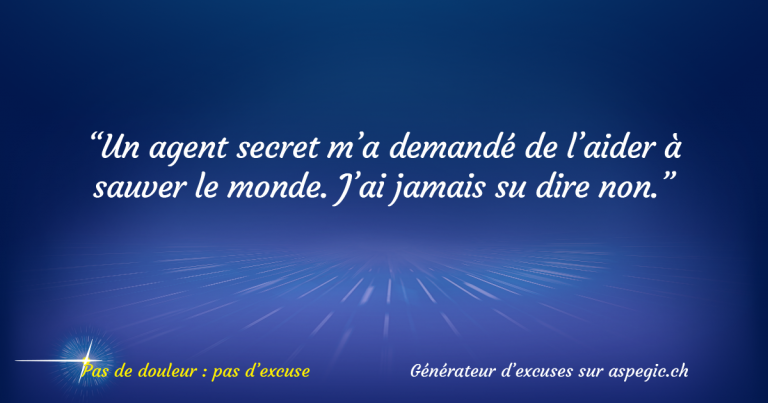 “Un agent secret m’a demandé de l’aider à
sauver le monde. J’ai jamais su dire non.”
Pas de douleur : pas d’excuse
Générateur d’excuses sur aspegic.ch